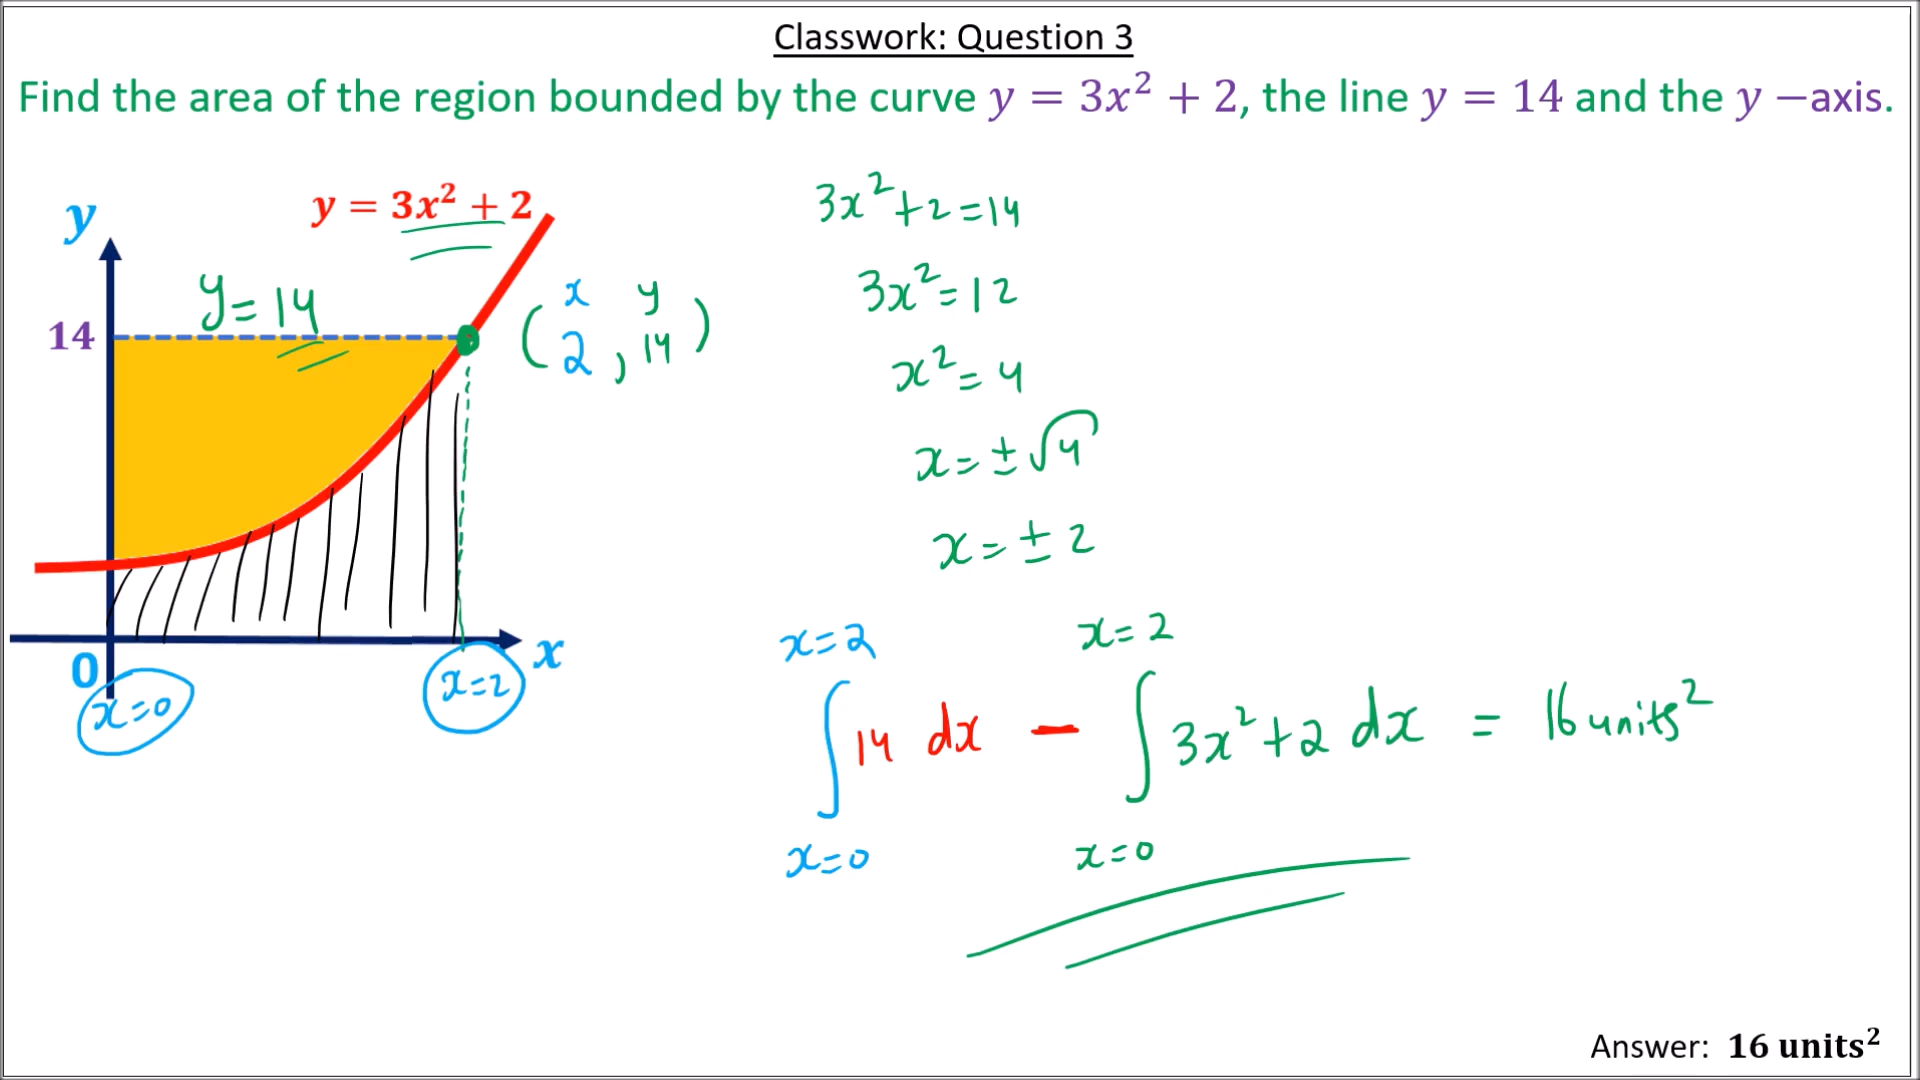 Classwork: Question 3
Find the area of the region bounded by the curve y = 3x² + 2, the line y = 14 and the y −axis.
y
y = 3x² + 2
y = 14
14
x y
(2, 14)
0
x
x=0
x=2
3x²+2=14
3x²=12
x²=4
x=±√4
x=±2
x=2 x=2
∫14 dx − ∫3x²+2 dx = 16 units²
x=0 x=0
Answer: 16 units²